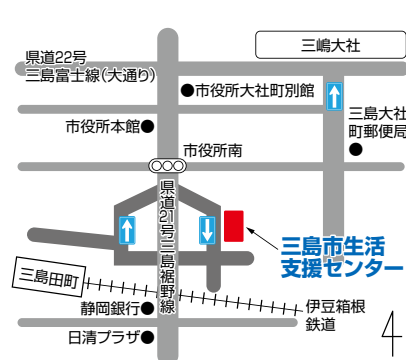 三嶋大社
県道22号
三島富士線(大通り)
●市役所大社町別館
三島大社
町郵便局
●
市役所本館●
市役所南
県道21号三島裾野線
三島市生活
支援センター
三島田町
静岡銀行●
伊豆箱根
鉄道
日清プラザ●
4